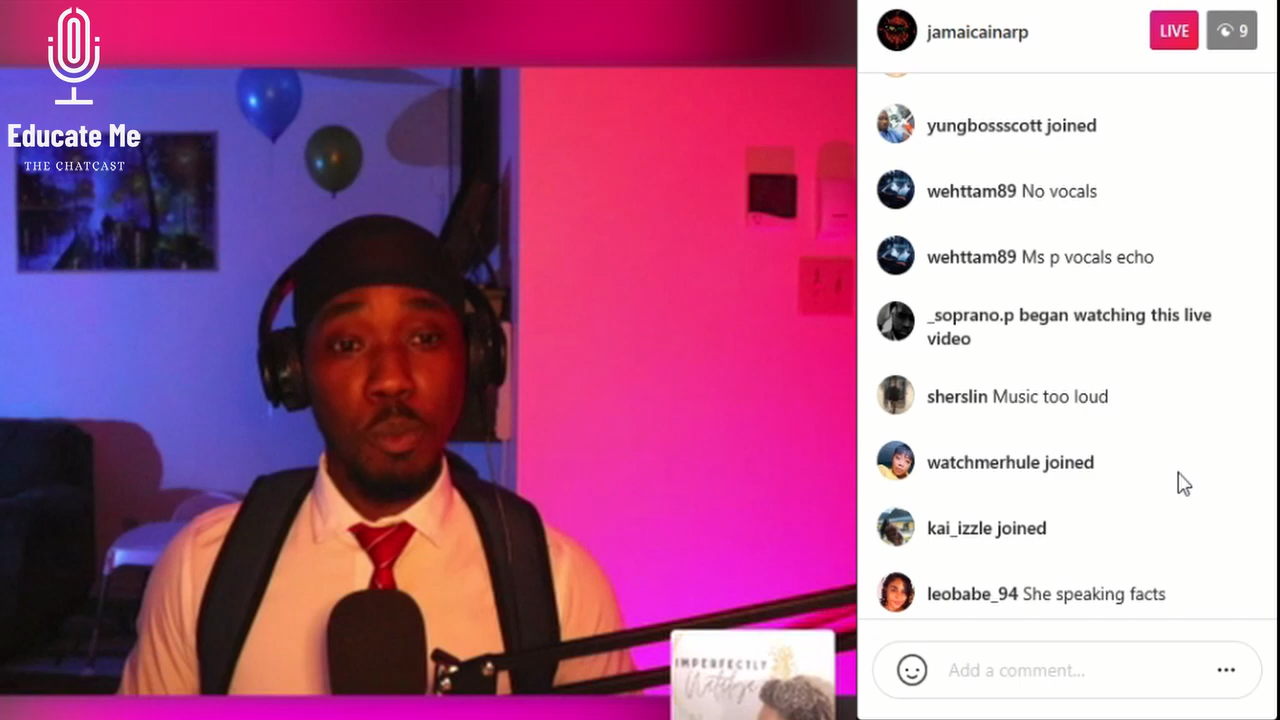 Educate Me
THE CHATCAST
jamaicainarp
LIVE
9
yungbossscott joined
wehttam89 No vocals
wehttam89 Ms p vocals echo
_soprano.p began watching this live
video
sherslin Music too loud
watchmerhule joined
kai_izzle joined
leobabe_94 She speaking facts
Add a comment...
IMPERFECTLY